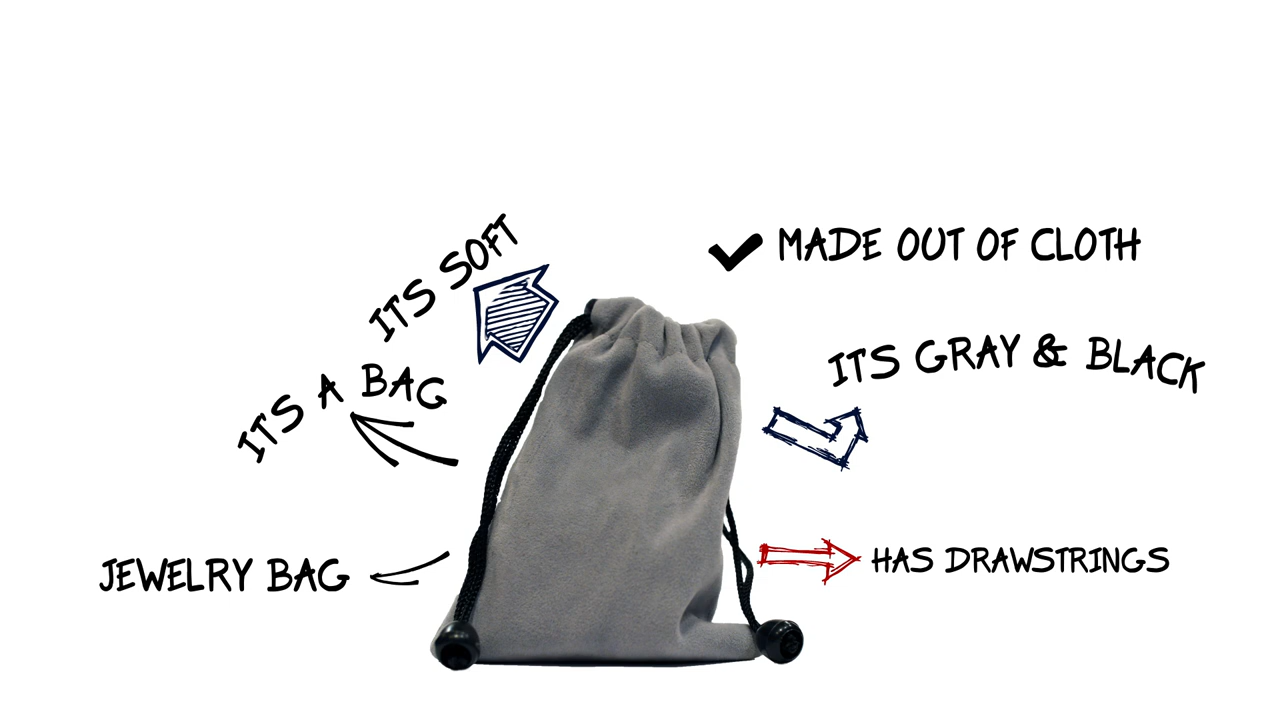 ITS SOFT
MADE OUT OF CLOTH
ITS A BAG
ITS GRAY & BLACK
JEWELRY BAG
HAS DRAWSTRINGS